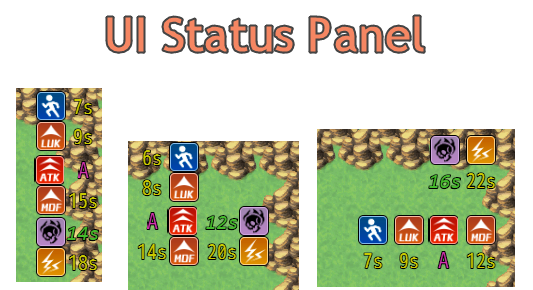 UI Status Panel
7s
LUK 9s
ATK A
MDF 15s
14s
18s
6s
LUK 8s
A ATK 12s
14s MDF 20s
16s 22s
LUK ATK MDF
7s 9s A 12s